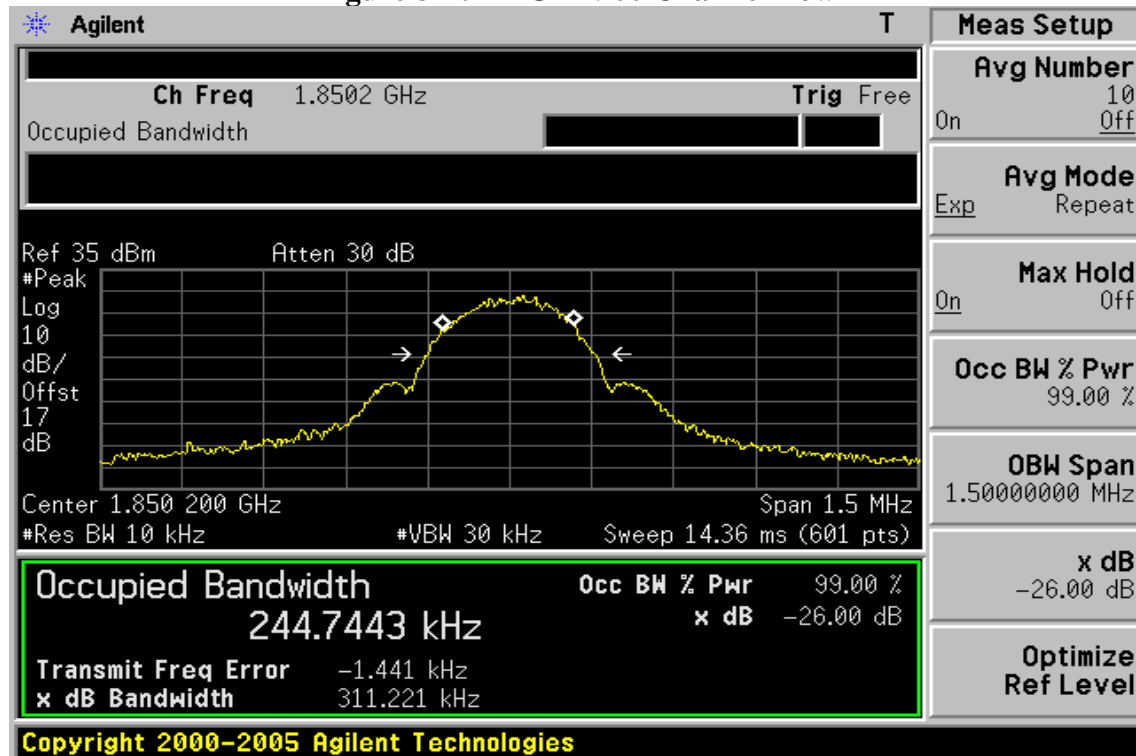 Agilent T
Ch Freq 1.8502 GHz Trig Free
Occupied Bandwidth
Ref 35 dBm Atten 30 dB
#Peak
Log
10
dB/
Offst
17
dB
Center 1.850 200 GHz Span 1.5 MHz
#Res BW 10 kHz #VBW 30 kHz Sweep 14.36 ms (601 pts)
Occupied Bandwidth Occ BW % Pwr 99.00 %
244.7443 kHz x dB -26.00 dB
Transmit Freq Error -1.441 kHz
x dB Bandwidth 311.221 kHz
Meas Setup
Avg Number
10
On Off
Avg Mode
Exp Repeat
Max Hold
On Off
Occ BW % Pwr
99.00 %
OBW Span
1.50000000 MHz
x dB
-26.00 dB
Optimize
Ref Level
Copyright 2000-2005 Agilent Technologies